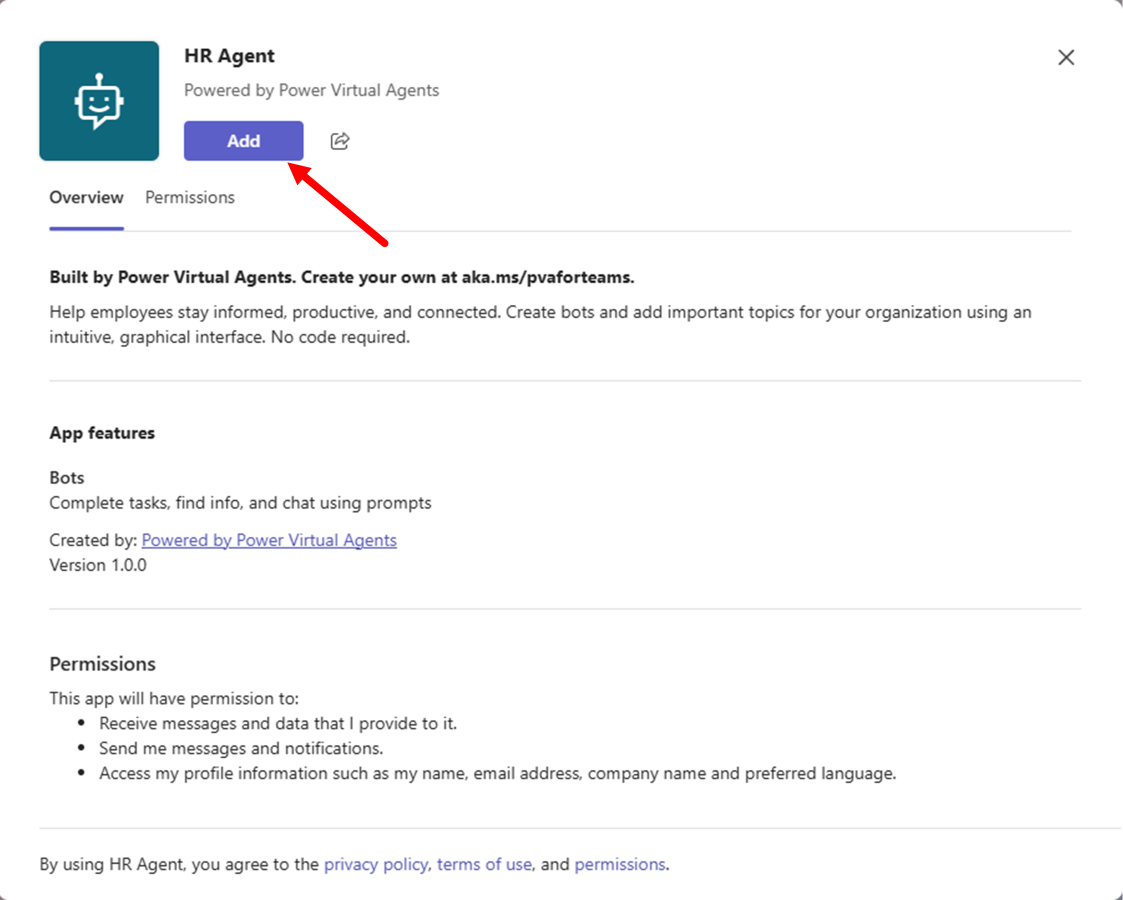 HR Agent
Powered by Power Virtual Agents
Add
Overview Permissions
Built by Power Virtual Agents. Create your own at aka.ms/pvaforteams.
Help employees stay informed, productive, and connected. Create bots and add important topics for your organization using an
intuitive, graphical interface. No code required.
App features
Bots
Complete tasks, find info, and chat using prompts
Created by: Powered by Power Virtual Agents
Version 1.0.0
Permissions
This app will have permission to:
• Receive messages and data that I provide to it.
• Send me messages and notifications.
• Access my profile information such as my name, email address, company name and preferred language.
By using HR Agent, you agree to the privacy policy, terms of use, and permissions.